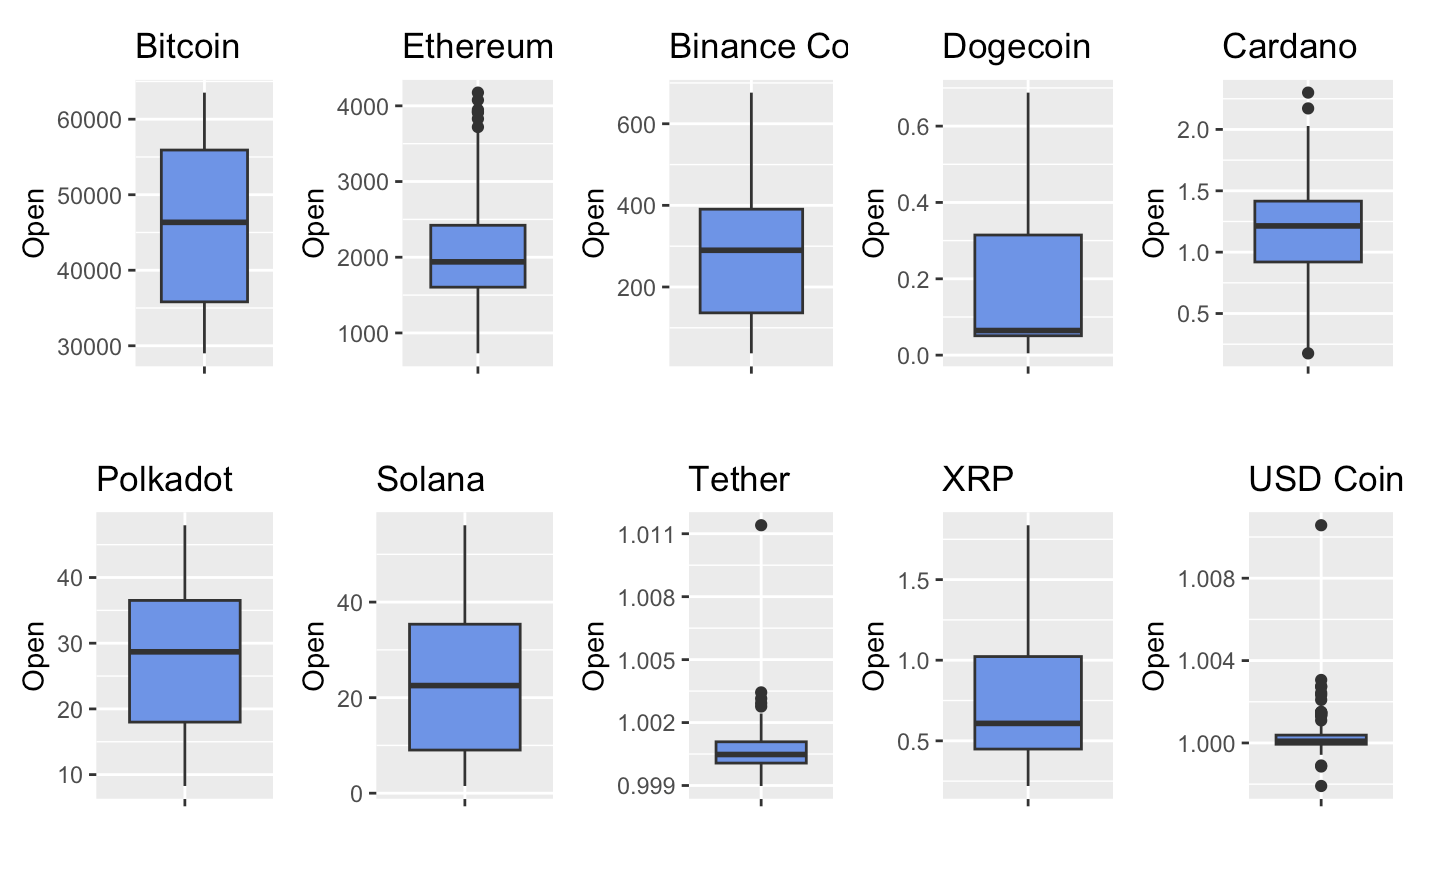 Bitcoin
Ethereum
Binance Co
Dogecoin
Cardano
Open
60000
50000
40000
30000
Open
4000
3000
2000
1000
Open
600
400
200
Open
0.6
0.4
0.2
0.0
Open
2.0
1.5
1.0
0.5
Polkadot
Solana
Tether
XRP
USD Coin
Open
40
30
20
10
Open
40
20
0
Open
1.011
1.008
1.005
1.002
0.999
Open
1.5
1.0
0.5
Open
1.008
1.004
1.000